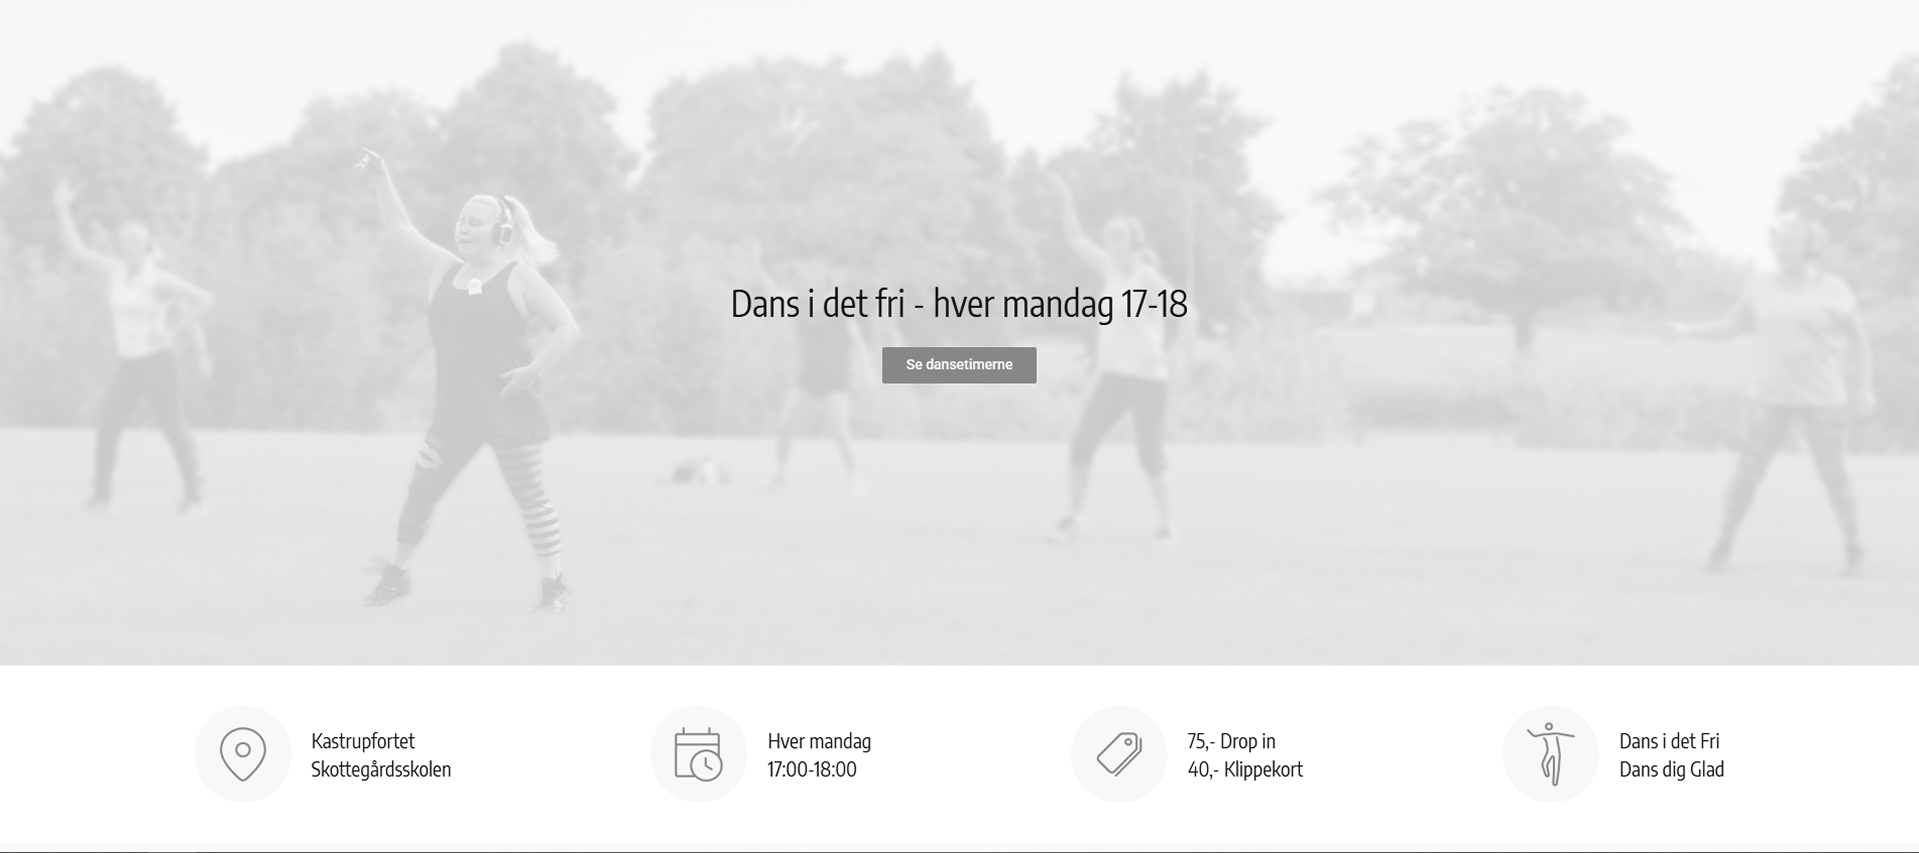 Dans i det fri - hver mandag 17-18
Se dansetimerne
Kastrupfortet
Skottegårdsskolen
Hver mandag
17:00-18:00
75,- Drop in
40,- Klippekort
Dans i det Fri
Dans dig Glad